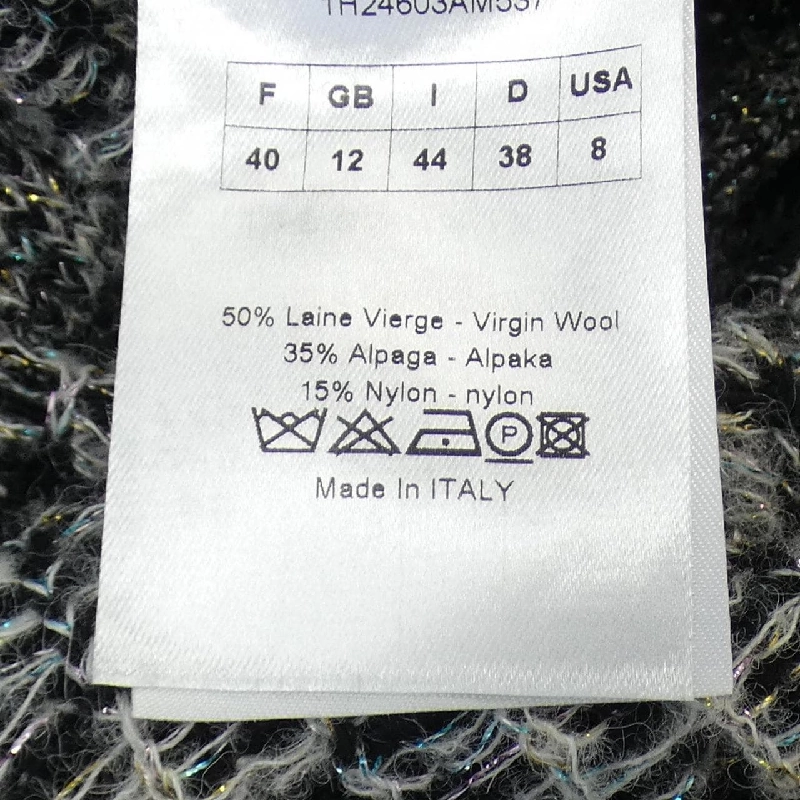 1H24603AM537
F GB I D USA
40 12 44 38 8
50% Laine Vierge - Virgin Wool
35% Alpaga - Alpaka
15% Nylon - nylon
P
Made In ITALY